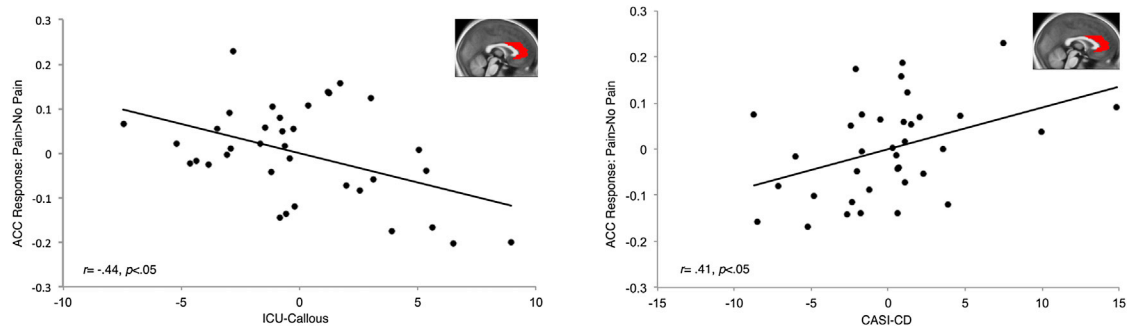 0.3
0.2
0.1
0
-0.1
-0.2
-0.3
ACC Response: Pain>No Pain
r= -.44, p<.05
-10 -5 0 5 10
ICU-Callous
0.3
0.2
0.1
0
-0.1
-0.2
-0.3
ACC Response: Pain>No Pain
r= .41, p<.05
-15 -10 -5 0 5 10 15
CASI-CD